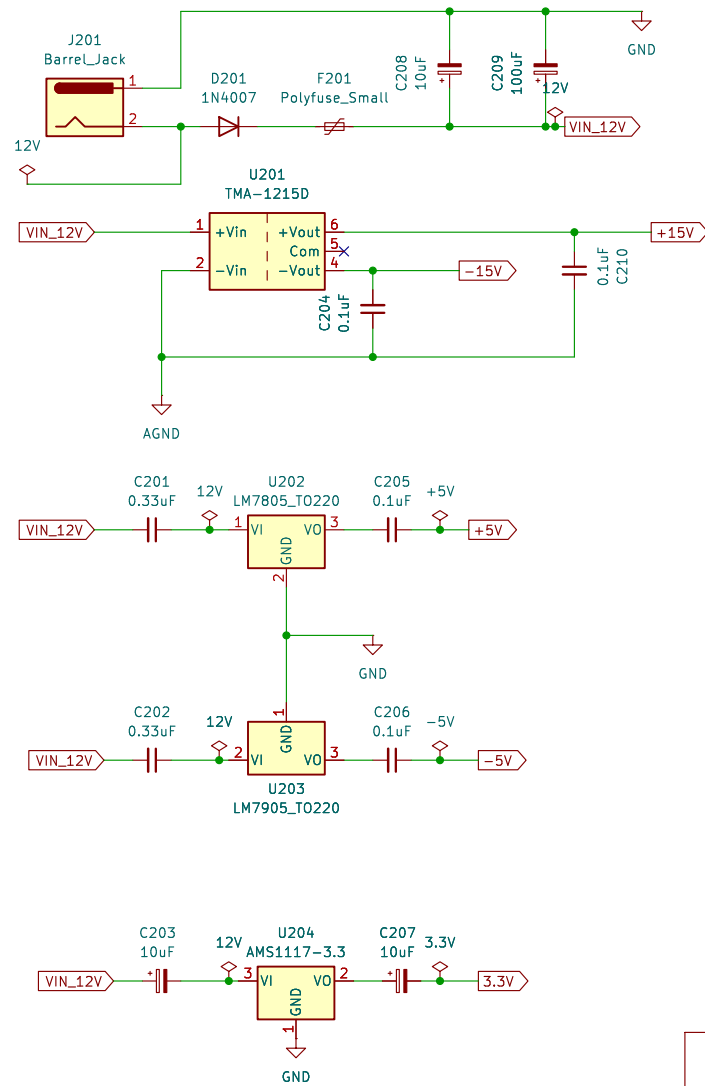 J201
Barrel_Jack
1
2
12V
D201
1N4007
F201
Polyfuse_Small
C208
10uF
+
C209
100uF
+
12V
VIN_12V
GND
U201
TMA-1215D
VIN_12V
1
+Vin
2
-Vin
+Vout
6
Com
5
-Vout
4
+15V
-15V
0.1uF
C210
C204
0.1uF
AGND
C201
0.33uF
12V
U202
LM7805_TO220
C205
0.1uF
+5V
VIN_12V
1
VI
VO
3
GND
2
+5V
GND
C202
0.33uF
12V
1
GND
C206
0.1uF
-5V
VIN_12V
2
VI
VO
3
-5V
U203
LM7905_TO220
C203
10uF
+
12V
U204
AMS1117-3.3
C207
10uF
+
3.3V
VIN_12V
3
VI
VO
2
GND
1
3.3V
GND